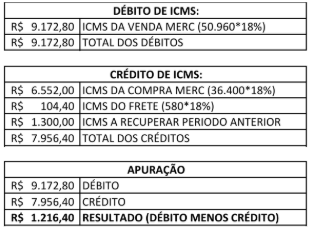 DÉBITO DE ICMS:
R$ 9.172,80 ICMS DA VENDA MERC (50.960*18%)
R$ 9.172,80 TOTAL DOS DÉBITOS
CRÉDITO DE ICMS:
R$ 6.552,00 ICMS DA COMPRA MERC (36.400*18%)
R$ 104,40 ICMS DO FRETE (580*18%)
R$ 1.300,00 ICMS A RECUPERAR PERIODO ANTERIOR
R$ 7.956,40 TOTAL DOS CRÉDITOS
APURAÇÃO
R$ 9.172,80 DÉBITO
R$ 7.956,40 CRÉDITO
R$ 1.216,40 RESULTADO (DÉBITO MENOS CRÉDITO)